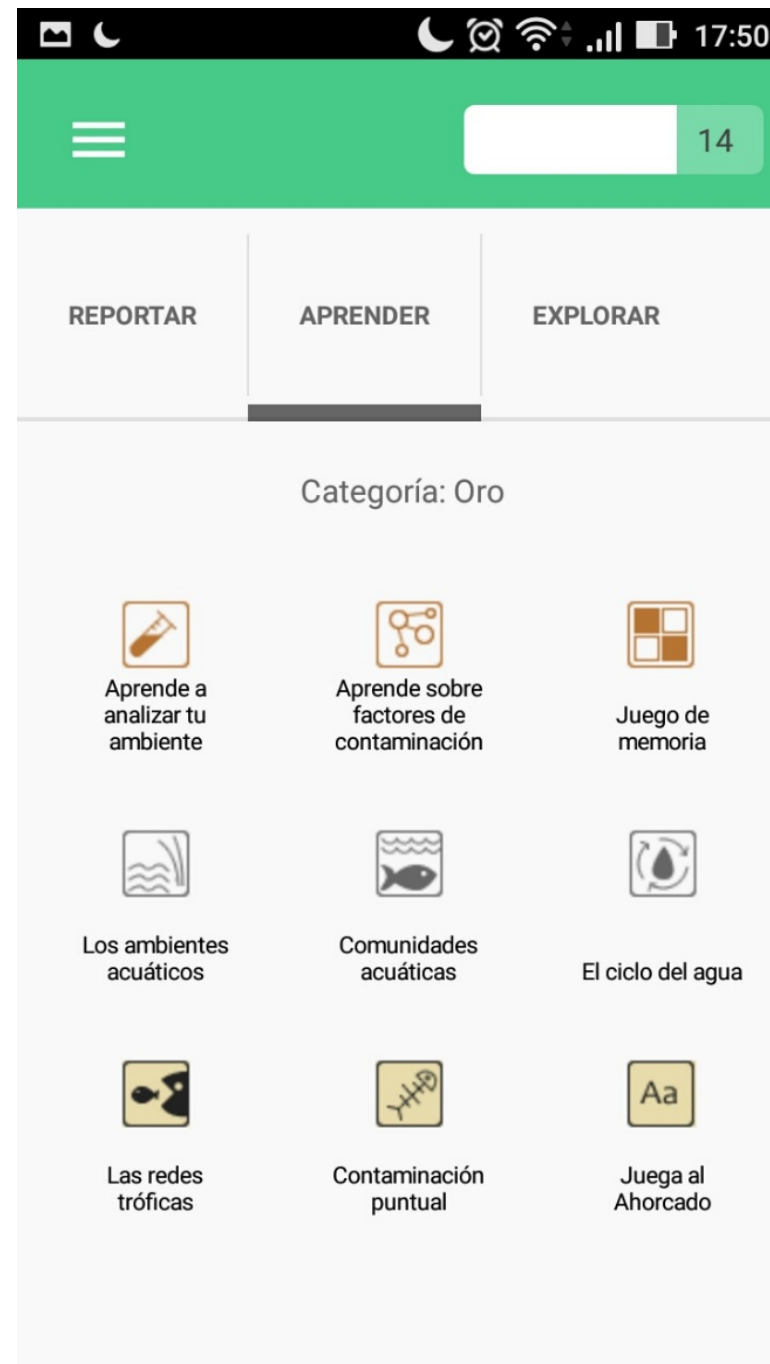 17:50
14
REPORTAR
APRENDER
EXPLORAR
Categoría: Oro
Aprende a
analizar tu
ambiente
Aprende sobre
factores de
contaminación
Juego de
memoria
Los ambientes
acuáticos
Comunidades
acuáticas
El ciclo del agua
Las redes
tróficas
Contaminación
puntual
Aa
Juega al
Ahorcado